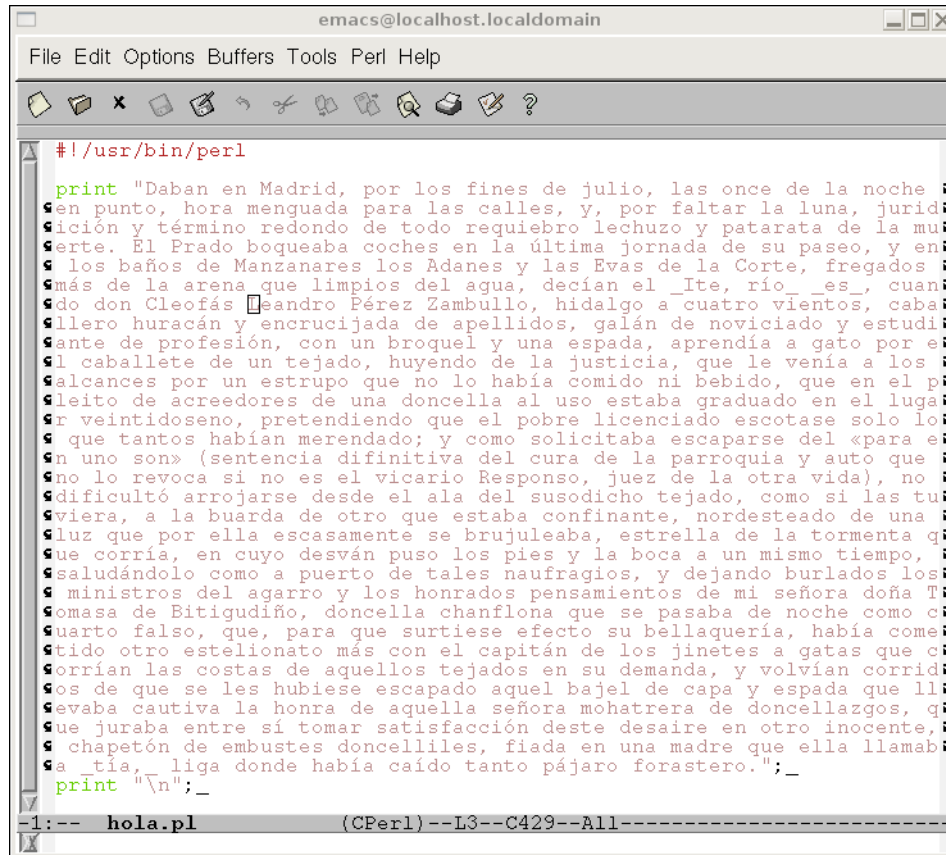 emacs@localhost.localdomain
File Edit Options Buffers Tools Perl Help
#!/usr/bin/perl
print "Daban en Madrid, por los fines de julio, las once de la noche
en punto, hora menguada para las calles, y, por faltar la luna, jurid
ición y término redondo de todo requiebro lechuzo y patarata de la mu
erte. El Prado boqueaba coches en la última jornada de su paseo, y en
los baños de Manzanares los Adanes y las Evas de la Corte, fregados
más de la arena que limpios del agua, decían el _Ite, río_ _es_, cuan
do don Cleofás Leandro Pérez Zambullo, hidalgo a cuatro vientos, caba
llero huracán y encrucijada de apellidos, galán de noviciado y estudi
ante de profesión, con un broquel y una espada, aprendía a gato por e
l caballete de un tejado, huyendo de la justicia, que le venía a los
alcances por un estrupo que no lo había comido ni bebido, que en el p
leito de acreedores de una doncella al uso estaba graduado en el luga
r veintidoseno, pretendiendo que el pobre licenciado escotase solo lo
que tantos habían merendado; y como solicitaba escaparse del «para e
n uno son» (sentencia difinitiva del cura de la parroquia y auto que
no lo revoca si no es el vicario Responso, juez de la otra vida), no
dificultó arrojarse desde el ala del susodicho tejado, como si las tu
viera, a la buarda de otro que estaba confinante, nordesteado de una
luz que por ella escasamente se brujuleaba, estrella de la tormenta q
ue corría, en cuyo desván puso los pies y la boca a un mismo tiempo,
saludándolo como a puerto de tales naufragios, y dejando burlados los
ministros del agarro y los honrados pensamientos de mi señora doña T
omasa de Bitigudiño, doncella chanflona que se pasaba de noche como c
uarto falso, que, para que surtiese efecto su bellaquería, había come
tido otro estelionato más con el capitán de los jinetes a gatas que c
orrían las costas de aquellos tejados en su demanda, y volvían corrid
os de que se les hubiese escapado aquel bajel de capa y espada que ll
evaba cautiva la honra de aquella señora mohatrera de doncellazgos, q
ue juraba entre sí tomar satisfacción deste desaire en otro inocente,
chapetón de embustes doncelliles, fiada en una madre que ella llamab
a _tía,_ liga donde había caído tanto pájaro forastero.";_
print "\n";_
-1:-- hola.pl (CPerl)--L3--C429--All--------------------------